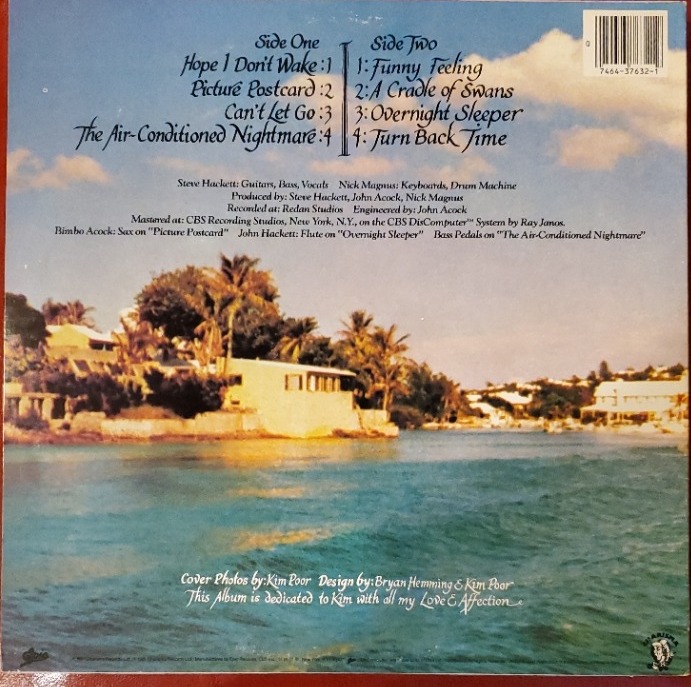 Side One
Hope I Don't Wake :1
Picture Postcard :2
Can't Let Go :3
The Air-Conditioned Nightmare :4
Side Two
1: Funny Feeling
2: A Cradle of Swans
3: Overnight Sleeper
4: Turn Back Time
7464-37632-1
Steve Hackett: Guitars, Bass, Vocals Nick Magnus: Keyboards, Drum Machine
Produced by: Steve Hackett, John Acock, Nick Magnus
Recorded at: Redan Studios Engineered by: John Acock
Mastered at: CBS Recording Studios, New York, N.Y., on the CBS DisComputer™ System by Ray Janos.
Bimbo Acock: Sax on "Picture Postcard" John Hackett: Flute on "Overnight Sleeper" Bass Pedals on "The Air-Conditioned Nightmare"
Cover Photos by: Kim Poor Design by: Bryan Hemming & Kim Poor
This Album is dedicated to Kim with all my Love & Affection
Epic
CHARISMA